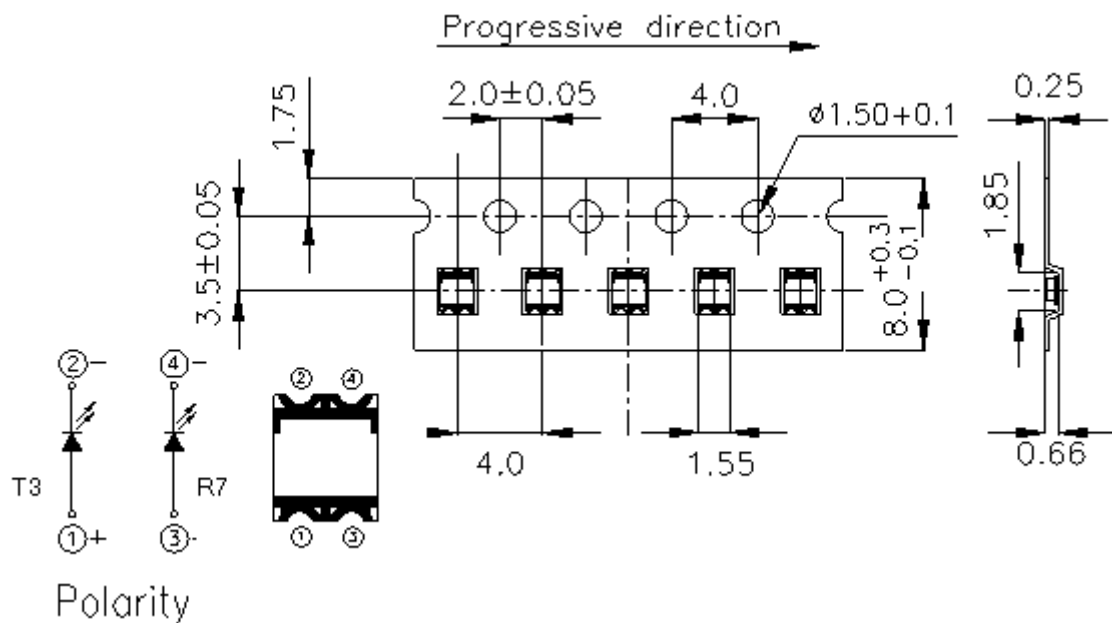 Progressive direction
2.0±0.05
4.0
0.25
ø1.50+0.1
1.75
1.85
3.5±0.05
8.0 +0.3 -0.1
②-
④-
② ④
4.0
1.55
0.66
T3
R7
①+
③-
① ③
Polarity